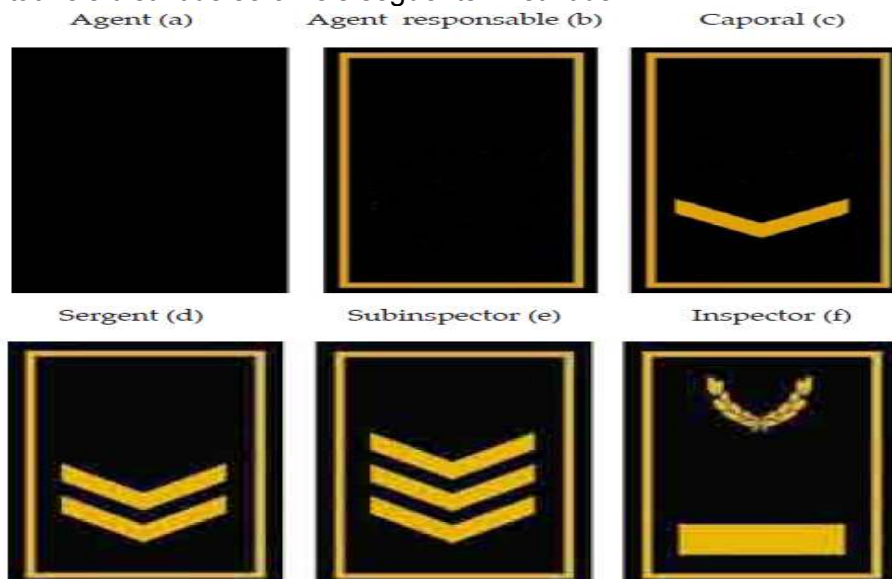 Agent (a) Agent responsable (b) Caporal (c)
Sergent (d) Subinspector (e) Inspector (f)